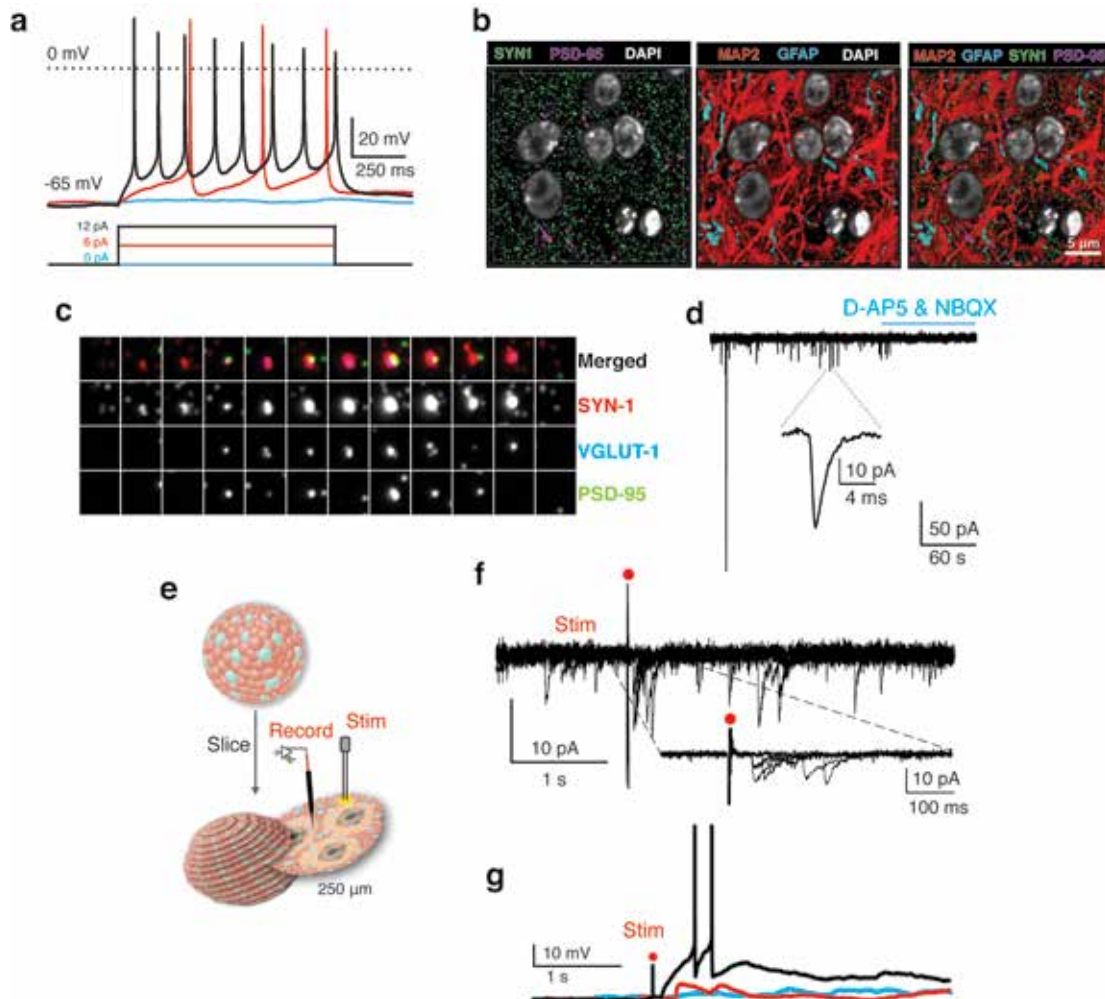 a
0 mV
20 mV
250 ms
-65 mV
12 pA
6 pA
0 pA
b
SYN1 PSD-95 DAPI
MAP2 GFAP DAPI
MAP2 GFAP SYN1 PSD-95
5 µm
c
Merged
SYN-1
VGLUT-1
PSD-95
d
D-AP5 & NBQX
10 pA
4 ms
50 pA
60 s
e
Slice
Record
Stim
250 µm
f
Stim
10 pA
1 s
10 pA
100 ms
g
Stim
10 mV
1 s